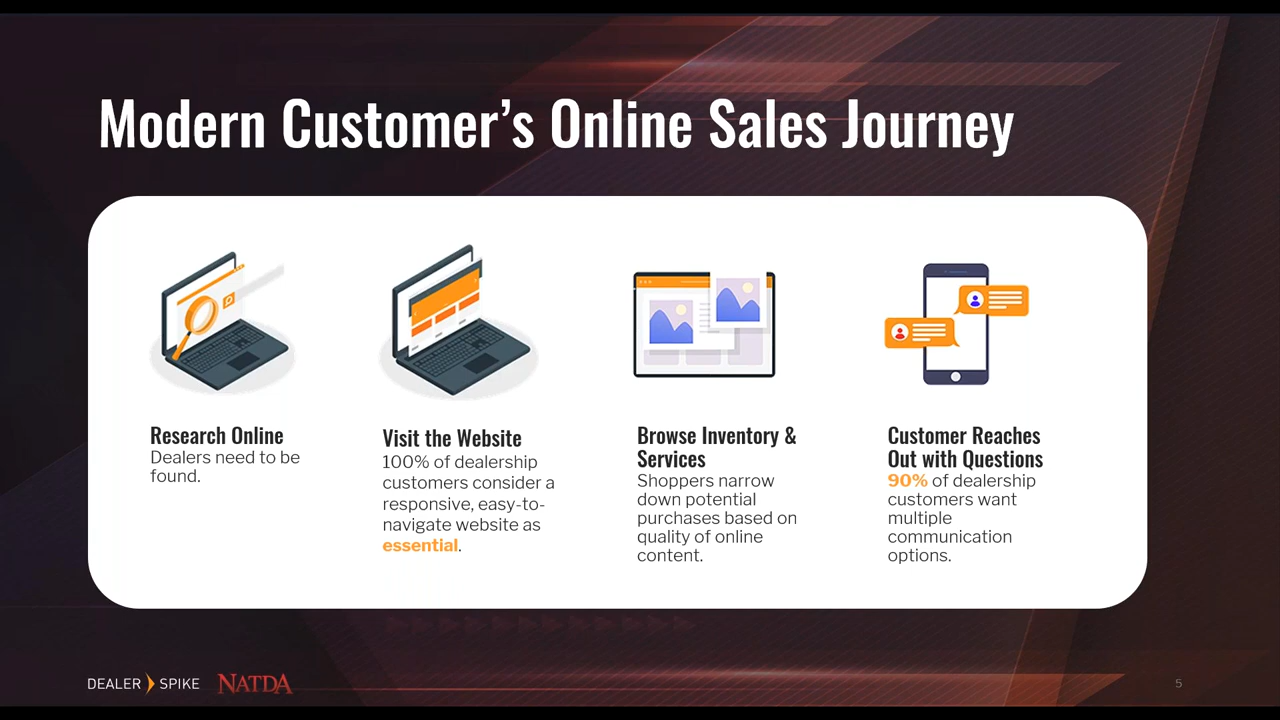 Modern Customer’s Online Sales Journey
Research Online
Dealers need to be
found.
Visit the Website
100% of dealership
customers consider a
responsive, easy-to-
navigate website as
essential.
Browse Inventory &
Services
Shoppers narrow
down potential
purchases based on
quality of online
content.
Customer Reaches
Out with Questions
90% of dealership
customers want
multiple
communication
options.
DEALER SPIKE NATDA
5